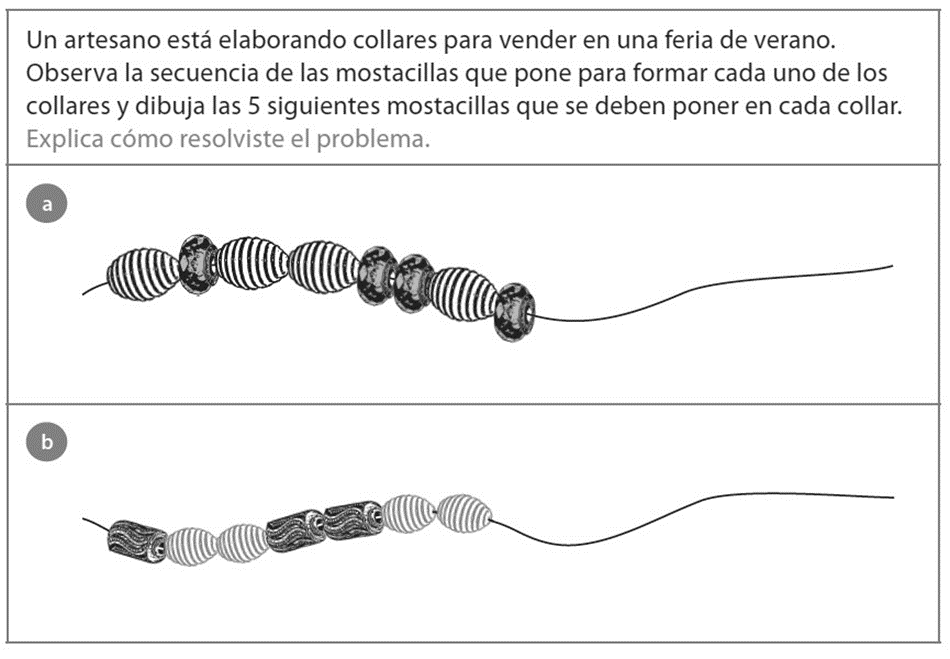 Un artesano está elaborando collares para vender en una feria de verano.
Observa la secuencia de las mostacillas que pone para formar cada uno de los
collares y dibuja las 5 siguientes mostacillas que se deben poner en cada collar.
Explica cómo resolviste el problema.
a
b